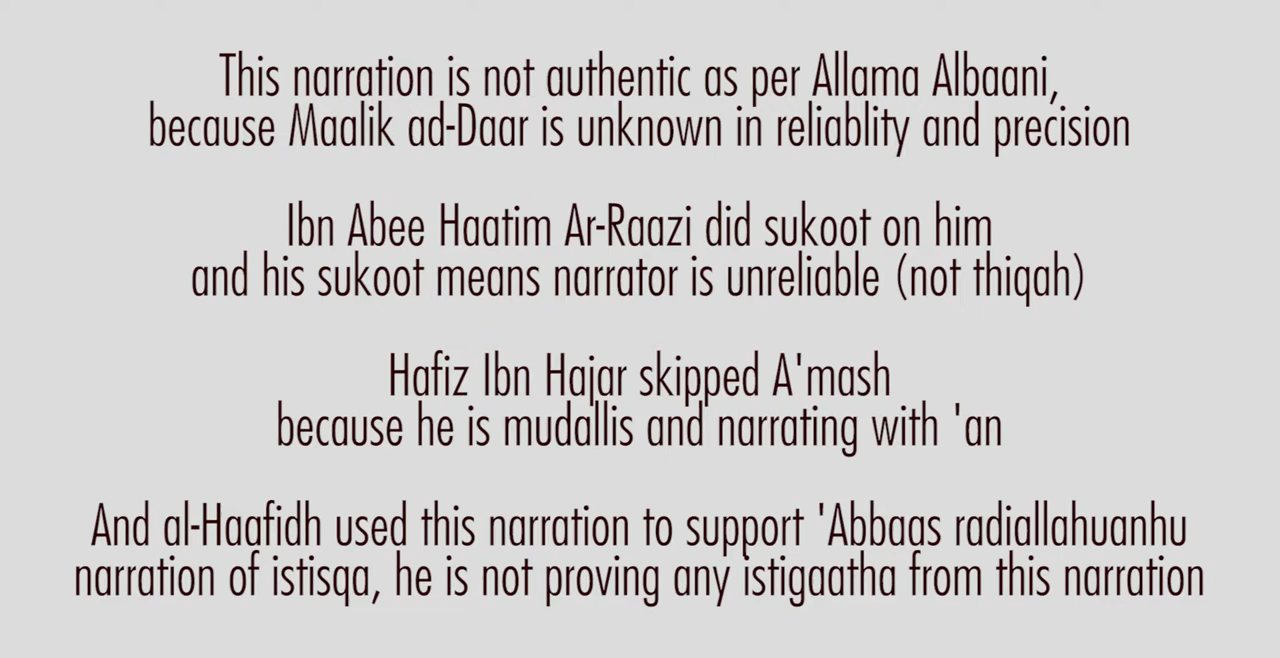 This narration is not authentic as per Allama Albaani,
because Maalik ad-Daar is unknown in reliablity and precision
Ibn Abee Haatim Ar-Raazi did sukoot on him
and his sukoot means narrator is unreliable (not thiqah)
Hafiz Ibn Hajar skipped A'mash
because he is mudallis and narrating with 'an
And al-Haafidh used this narration to support 'Abbaas radiallahuanhu
narration of istisqa, he is not proving any istigaatha from this narration